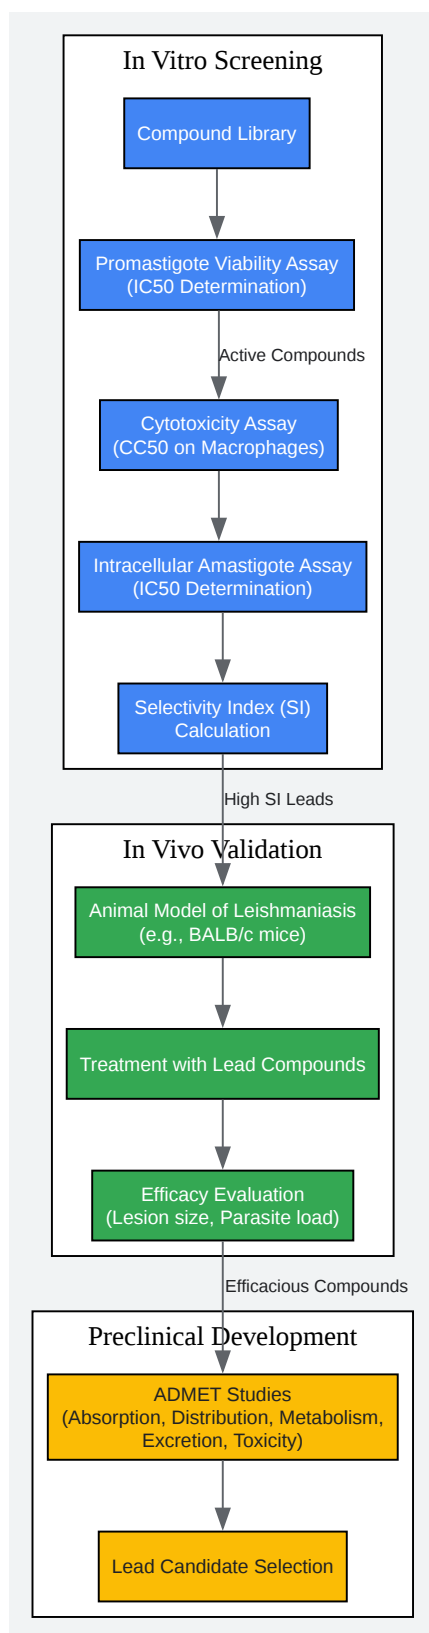 In Vitro Screening
Compound Library
Promastigote Viability Assay
(IC50 Determination)
Active Compounds
Cytotoxicity Assay
(CC50 on Macrophages)
Intracellular Amastigote Assay
(IC50 Determination)
Selectivity Index (SI)
Calculation
High SI Leads
In Vivo Validation
Animal Model of Leishmaniasis
(e.g., BALB/c mice)
Treatment with Lead Compounds
Efficacy Evaluation
(Lesion size, Parasite load)
Efficacious Compounds
Preclinical Development
ADMET Studies
(Absorption, Distribution, Metabolism,
Excretion, Toxicity)
Lead Candidate Selection